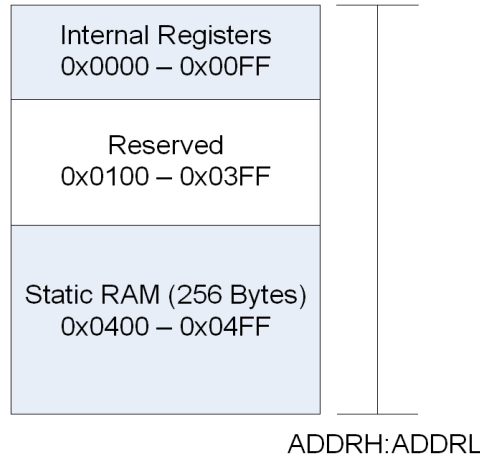 Internal Registers
0x0000 – 0x00FF
Reserved
0x0100 – 0x03FF
Static RAM (256 Bytes)
0x0400 – 0x04FF
ADDRH:ADDRL